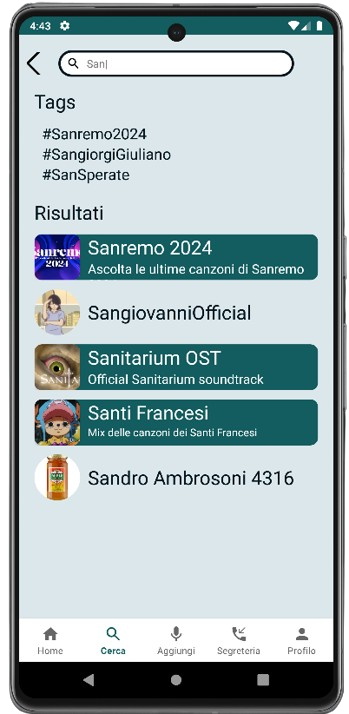 4:43
San
Tags
#Sanremo2024
#SangiorgiGiuliano
#SanSperate
Risultati
Sanremo 2024
Ascolta le ultime canzoni di Sanremo
SangiovanniOfficial
Sanitarium OST
Official Sanitarium soundtrack
Santi Francesi
Mix delle canzoni dei Santi Francesi
Sandro Ambrosoni 4316
Home
Cerca
Aggiungi
Segreteria
Profilo